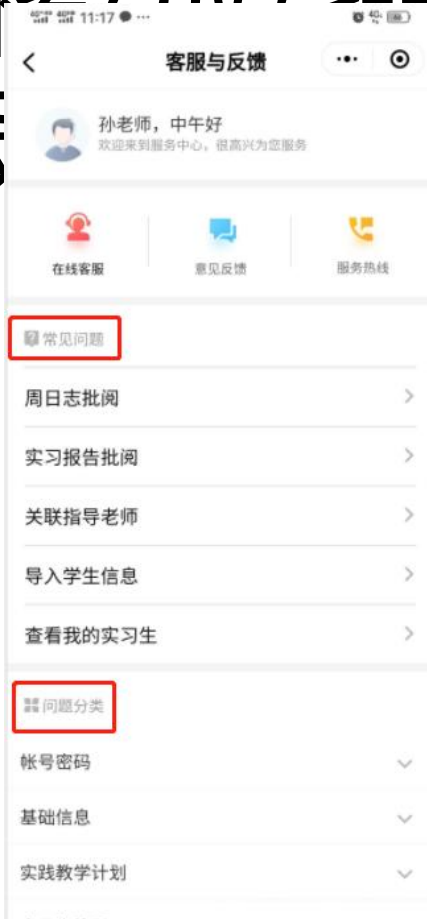 11:17
客服与反馈
孙老师，中午好
欢迎来到服务中心，很高兴为您服务
在线客服 意见反馈 服务热线
常见问题
周日志批阅
实习报告批阅
关联指导老师
导入学生信息
查看我的实习生
问题分类
帐号密码
基础信息
实践教学计划